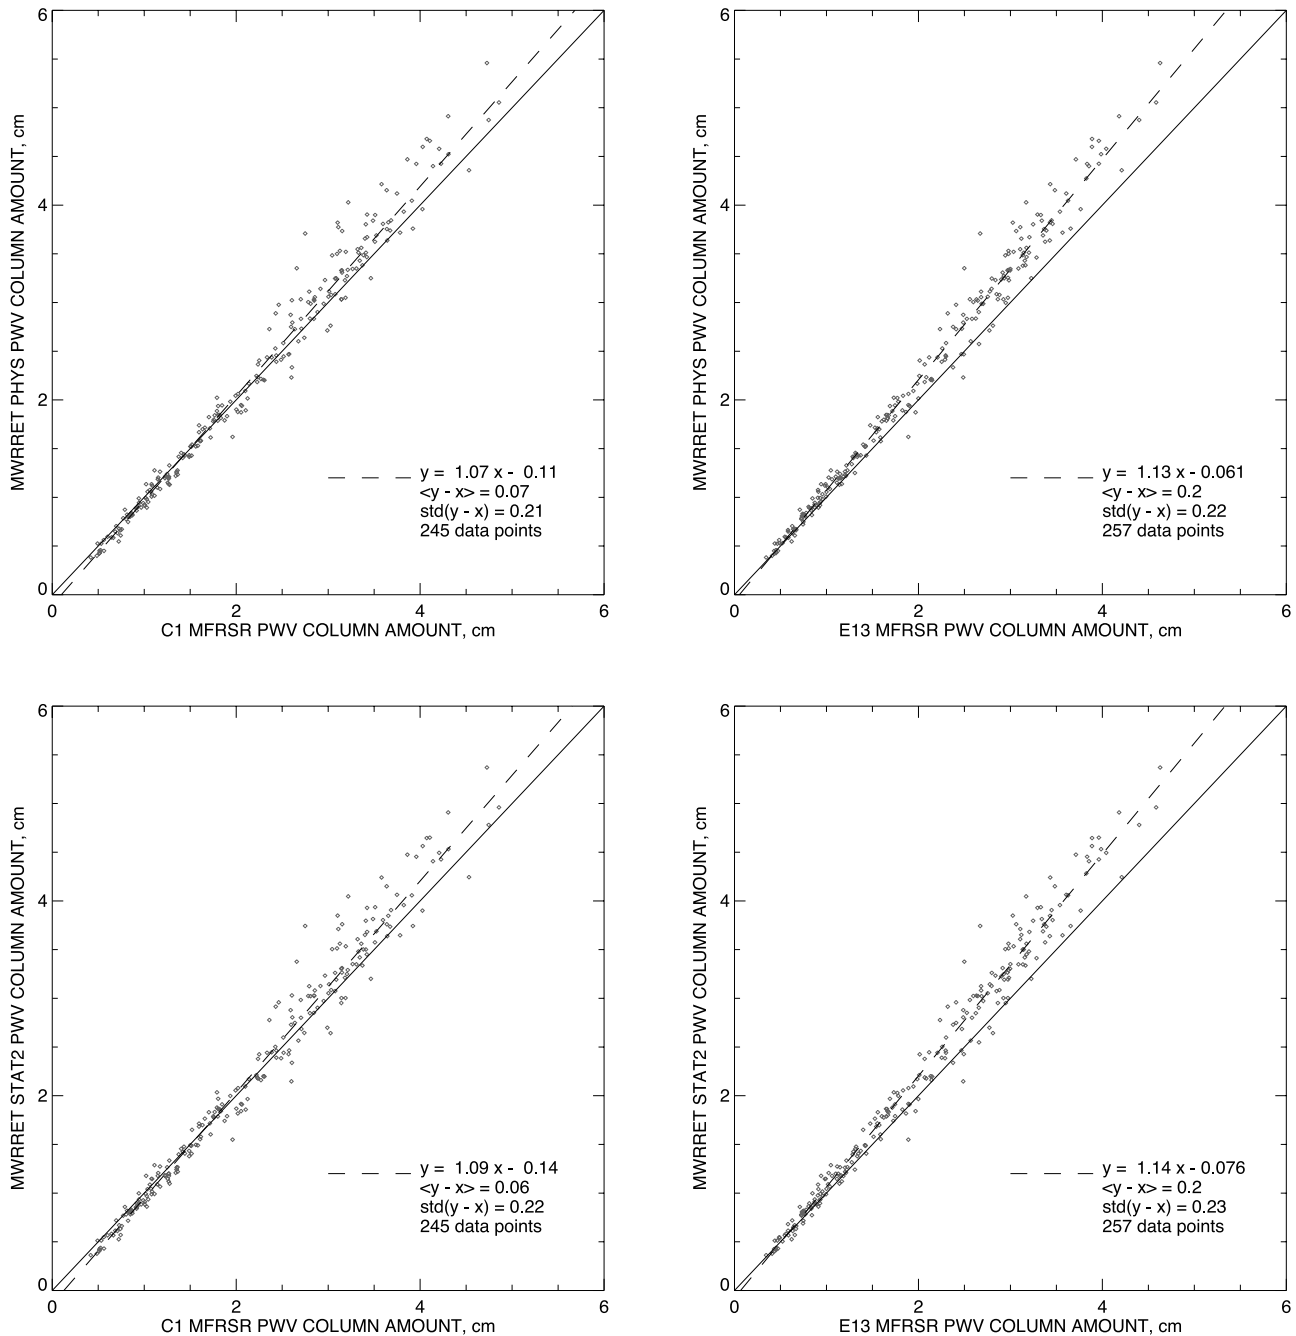 6
4
2
0
MWRRET PHYS PWV COLUMN AMOUNT, cm
y = 1.07 x - 0.11
<y - x> = 0.07
std(y - x) = 0.21
245 data points
0 2 4 6
C1 MFRSR PWV COLUMN AMOUNT, cm
6
4
2
0
MWRRET PHYS PWV COLUMN AMOUNT, cm
y = 1.13 x - 0.061
<y - x> = 0.2
std(y - x) = 0.22
257 data points
0 2 4 6
E13 MFRSR PWV COLUMN AMOUNT, cm
6
4
2
0
MWRRET STAT2 PWV COLUMN AMOUNT, cm
y = 1.09 x - 0.14
<y - x> = 0.06
std(y - x) = 0.22
245 data points
0 2 4 6
C1 MFRSR PWV COLUMN AMOUNT, cm
6
4
2
0
MWRRET STAT2 PWV COLUMN AMOUNT, cm
y = 1.14 x - 0.076
<y - x> = 0.2
std(y - x) = 0.23
257 data points
0 2 4 6
E13 MFRSR PWV COLUMN AMOUNT, cm